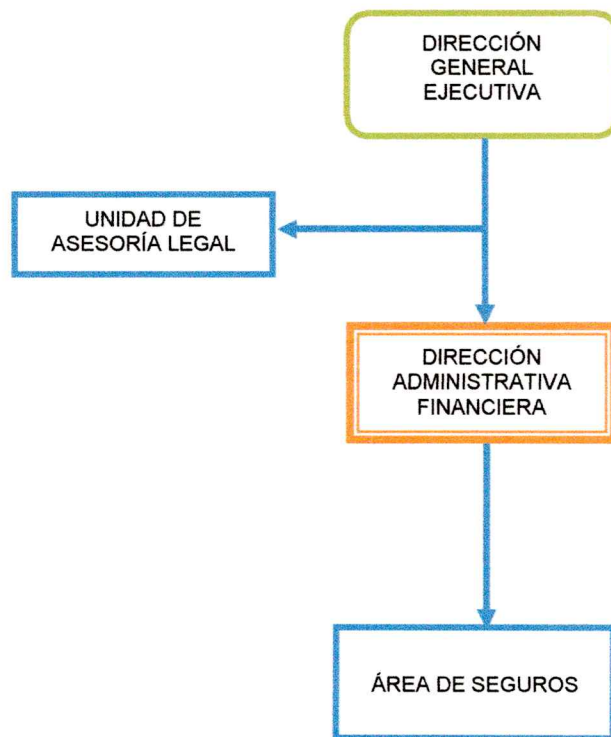 DIRECCIÓN
GENERAL
EJECUTIVA
UNIDAD DE
ASESORÍA LEGAL
DIRECCIÓN
ADMINISTRATIVA
FINANCIERA
ÁREA DE SEGUROS